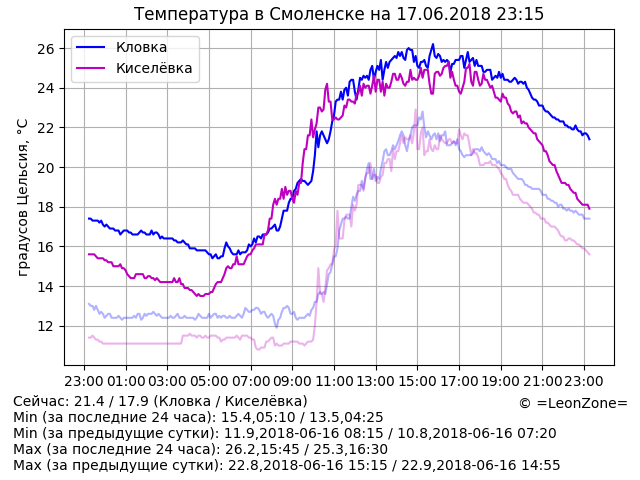 Температура в Смоленске на 17.06.2018 23:15
Кловка
Киселёвка
градусов Цельсия, °C
26
24
22
20
18
16
14
12
23:00 01:00 03:00 05:00 07:00 09:00 11:00 13:00 15:00 17:00 19:00 21:00 23:00
Сейчас: 21.4 / 17.9 (Кловка / Киселёвка)
© =LeonZone=
Min (за последние 24 часа): 15.4,05:10 / 13.5,04:25
Min (за предыдущие сутки): 11.9,2018-06-16 08:15 / 10.8,2018-06-16 07:20
Max (за последние 24 часа): 26.2,15:45 / 25.3,16:30
Max (за предыдущие сутки): 22.8,2018-06-16 15:15 / 22.9,2018-06-16 14:55